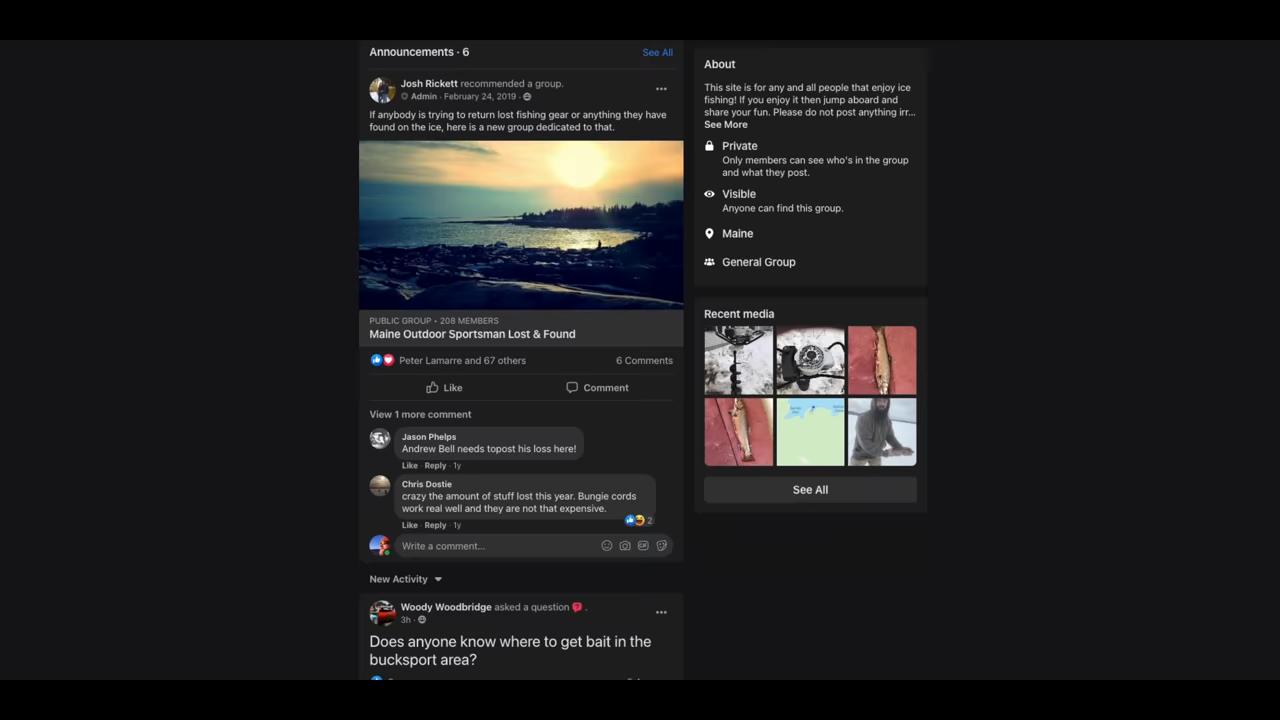 Announcements · 6
See All
Josh Rickett recommended a group.
Admin · February 24, 2019 ·
If anybody is trying to return lost fishing gear or anything they have
found on the ice, here is a new group dedicated to that.
PUBLIC GROUP · 208 MEMBERS
Maine Outdoor Sportsman Lost & Found
Peter Lamarre and 67 others
6 Comments
Like
Comment
View 1 more comment
Jason Phelps
Andrew Bell needs topost his loss here!
Like · Reply · 1y
Chris Dostie
crazy the amount of stuff lost this year. Bungie cords
work real well and they are not that expensive.
2
Like · Reply · 1y
Write a comment...
GIF
New Activity
Woody Woodbridge asked a question .
3h ·
Does anyone know where to get bait in the
bucksport area?
About
This site is for any and all people that enjoy ice
fishing! If you enjoy it then jump aboard and
share your fun. Please do not post anything irr...
See More
Private
Only members can see who's in the group
and what they post.
Visible
Anyone can find this group.
Maine
General Group
Recent media
See All